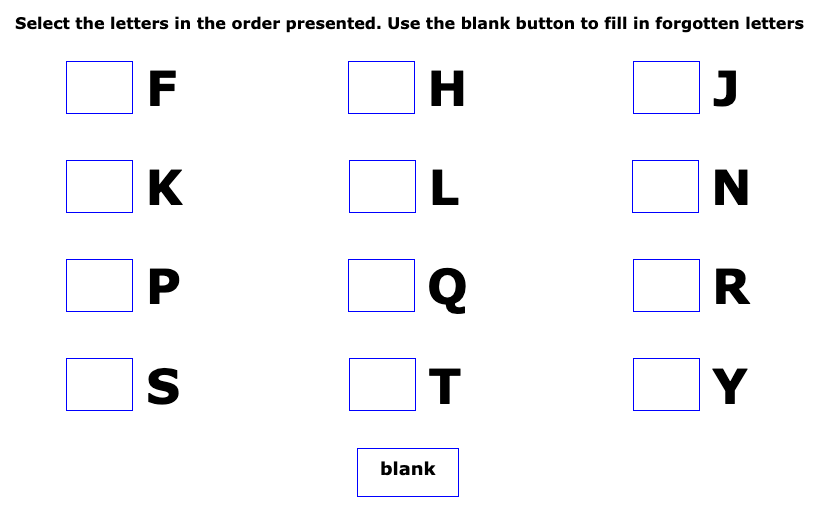 Select the letters in the order presented. Use the blank button to fill in forgotten letters
F H J
K L N
P Q R
S T Y
blank